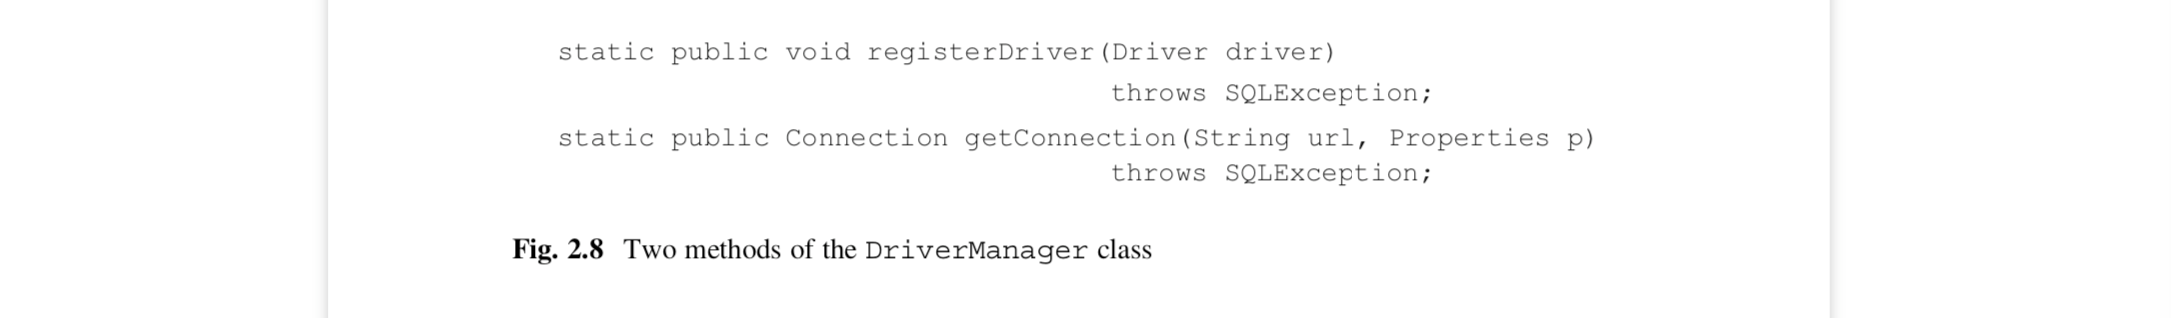 static public void registerDriver(Driver driver)
throws SQLException;
static public Connection getConnection(String url, Properties p)
throws SQLException;
Fig. 2.8 Two methods of the DriverManager class